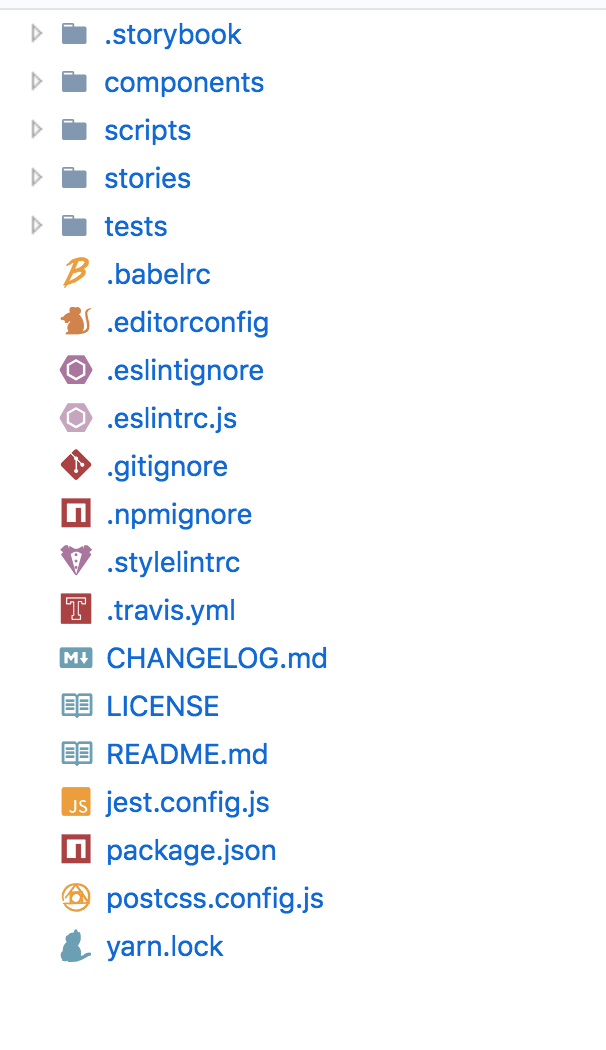 .storybook
components
scripts
stories
tests
.babelrc
.editorconfig
.eslintignore
.eslintrc.js
.gitignore
.npmignore
.stylelintrc
.travis.yml
CHANGELOG.md
LICENSE
README.md
jest.config.js
package.json
postcss.config.js
yarn.lock